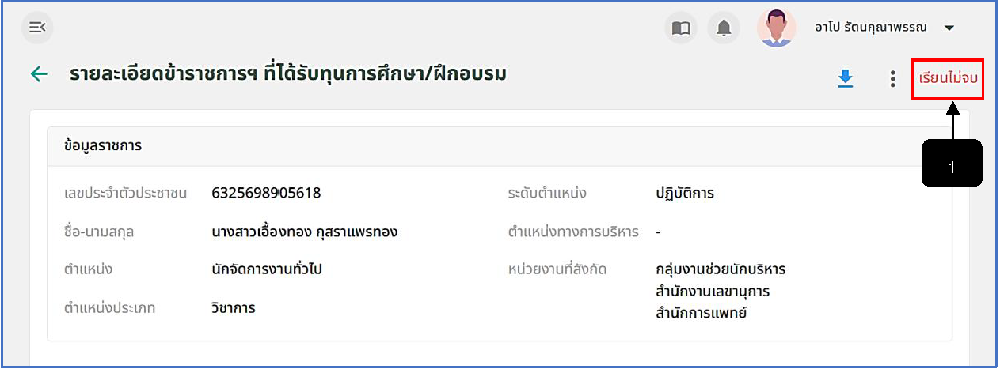 อาโป รัตนกุณาพรรณ
รายละเอียดข้าราชการฯ ที่ได้รับทุนการศึกษา/ฝึกอบรม
เรียนไม่จบ
1
ข้อมูลราชการ
เลขประจำตัวประชาชน 6325698905618 ระดับตำแหน่ง ปฏิบัติการ
ชื่อ-นามสกุล นางสาวเอื้องทอง กุสราแพรทอง ตำแหน่งทางการบริหาร -
ตำแหน่ง นักจัดการงานทั่วไป หน่วยงานที่สังกัด กลุ่มงานช่วยนักบริหาร
สำนักงานเลขานุการ
ตำแหน่งประเภท วิชาการ สำนักการแพทย์